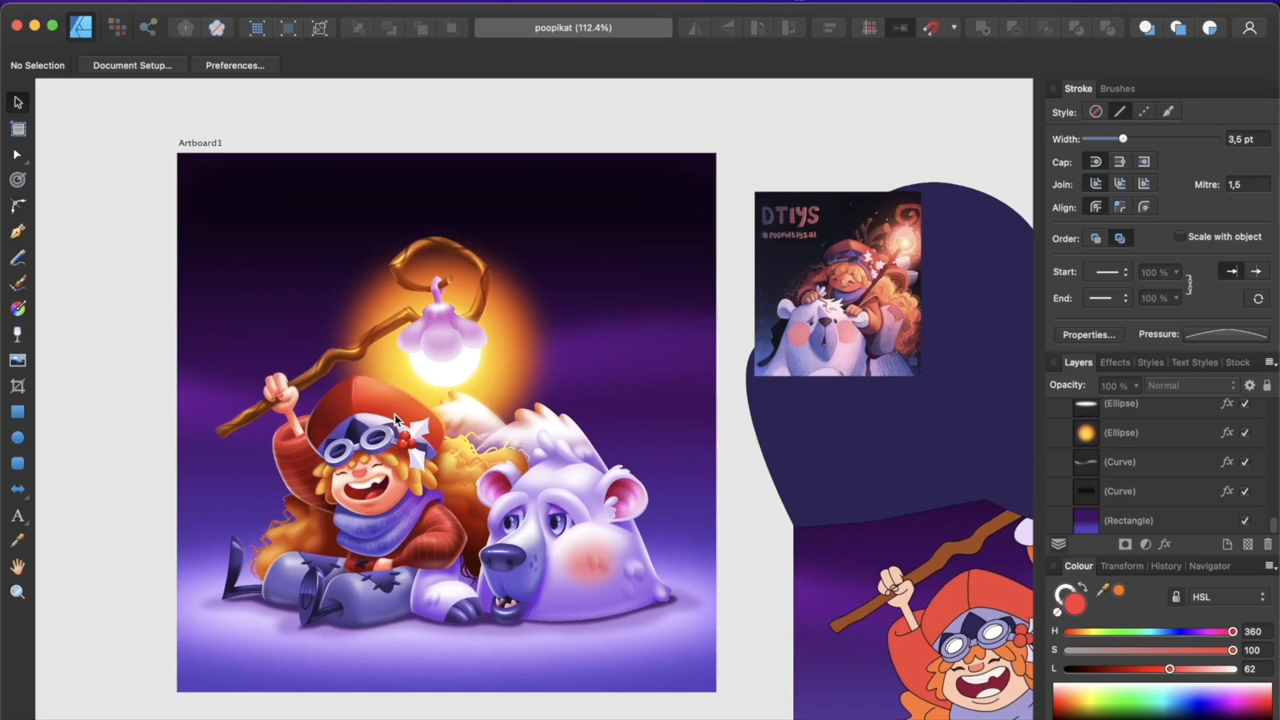 poopikat (112.4%)
No Selection
Document Setup...
Preferences...
Artboard1
DTIYS
Stroke
Brushes
Style:
Width:
3,5 pt
Cap:
Join:
Mitre:
1,5
Align:
Order:
Scale with object
Start:
100 %
End:
100 %
Properties...
Pressure:
Layers
Effects
Styles
Text Styles
Stock
Opacity:
100 %
Normal
(Ellipse)
(Ellipse)
(Curve)
(Curve)
(Rectangle)
Colour
Transform
History
Navigator
HSL
H
360
S
100
L
62